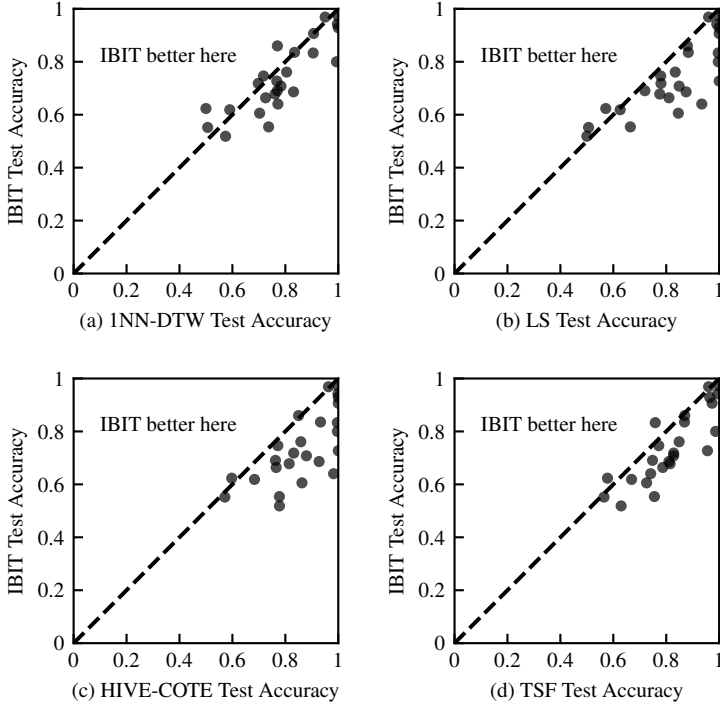 1
0.8
0.6
0.4
0.2
0
IBIT Test Accuracy
IBIT better here
0 0.2 0.4 0.6 0.8 1
(a) 1NN-DTW Test Accuracy
1
0.8
0.6
0.4
0.2
0
IBIT Test Accuracy
IBIT better here
0 0.2 0.4 0.6 0.8 1
(b) LS Test Accuracy
1
0.8
0.6
0.4
0.2
0
IBIT Test Accuracy
IBIT better here
0 0.2 0.4 0.6 0.8 1
(c) HIVE-COTE Test Accuracy
1
0.8
0.6
0.4
0.2
0
IBIT Test Accuracy
IBIT better here
0 0.2 0.4 0.6 0.8 1
(d) TSF Test Accuracy